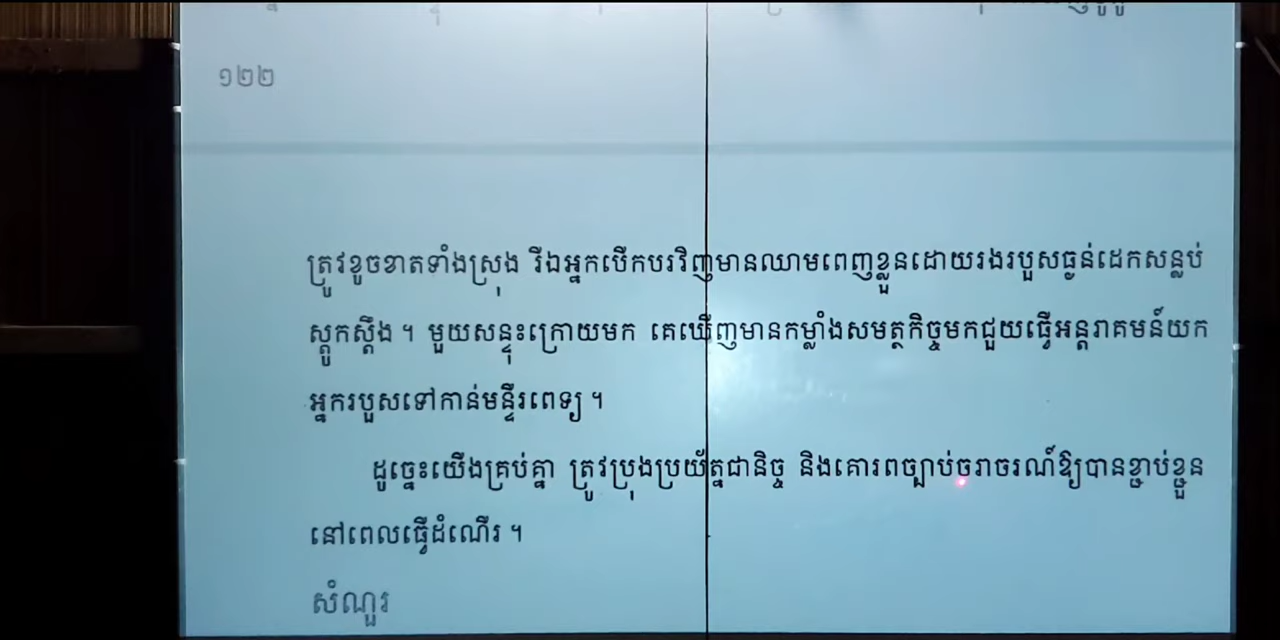 ១២២
ត្រូវខូចខាតទាំងស្រុង រីឯអ្នកបើកបរវិញមានឈាមពេញខ្លួនដោយរងរបួសធ្ងន់ដេកសន្លប់
ស្តូកស្តឹង ។ មួយសន្ទុះក្រោយមក គេឃើញមានកម្លាំងសមត្ថកិច្ចមកជួយធ្វើអន្តរាគមន៍យក
អ្នករបួសទៅកាន់មន្ទីរពេទ្យ ។
ដូច្នេះយើងគ្រប់គ្នា ត្រូវប្រុងប្រយ័ត្នជានិច្ច និងគោរពច្បាប់ចរាចរណ៍ឱ្យបានខ្ជាប់ខ្ជួន
នៅពេលធ្វើដំណើរ ។
សំណួរ